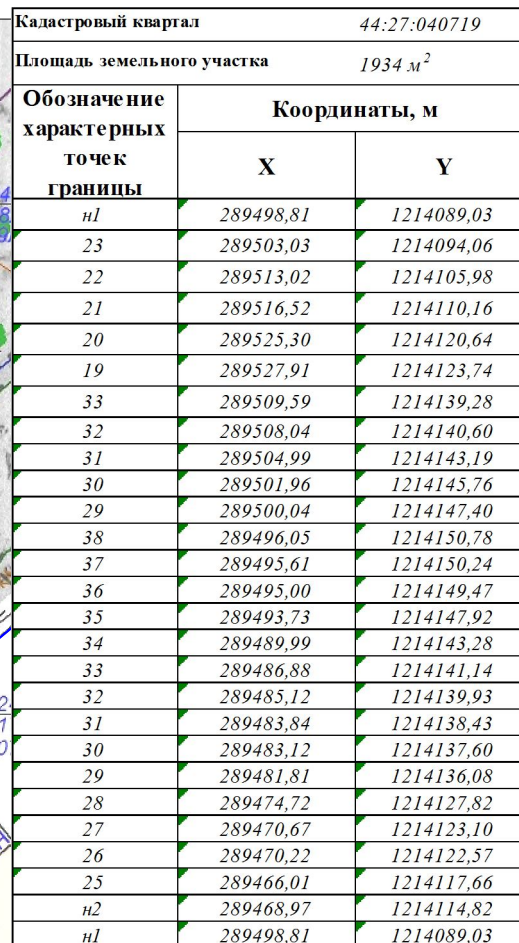 Кадастровый квартал 44:27:040719
Площадь земельного участка 1934 м²
Обозначение характерных точек границы Координаты, м
X Y
н1 289498,81 1214089,03
23 289503,03 1214094,06
22 289513,02 1214105,98
21 289516,52 1214110,16
20 289525,30 1214120,64
19 289527,91 1214123,74
33 289509,59 1214139,28
32 289508,04 1214140,60
31 289504,99 1214143,19
30 289501,96 1214145,76
29 289500,04 1214147,40
38 289496,05 1214150,78
37 289495,61 1214150,24
36 289495,00 1214149,47
35 289493,73 1214147,92
34 289489,99 1214143,28
33 289486,88 1214141,14
32 289485,12 1214139,93
31 289483,84 1214138,43
30 289483,12 1214137,60
29 289481,81 1214136,08
28 289474,72 1214127,82
27 289470,67 1214123,10
26 289470,22 1214122,57
25 289466,01 1214117,66
н2 289468,97 1214114,82
н1 289498,81 1214089,03